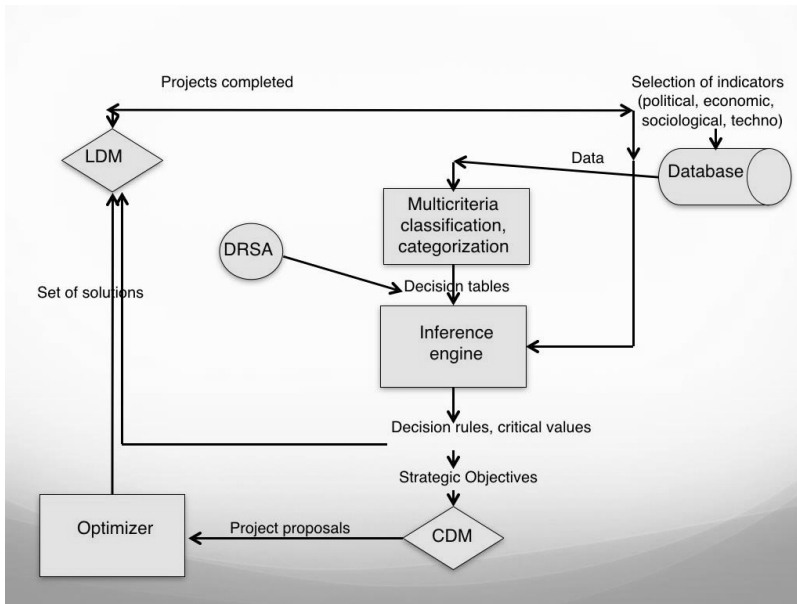 Projects completed
Selection of indicators
(political, economic,
sociological, techno)
LDM
Data
Database
Multicriteria
classification,
categorization
DRSA
Decision tables
Set of solutions
Inference
engine
Decision rules, critical values
Strategic Objectives
Optimizer
Project proposals
CDM